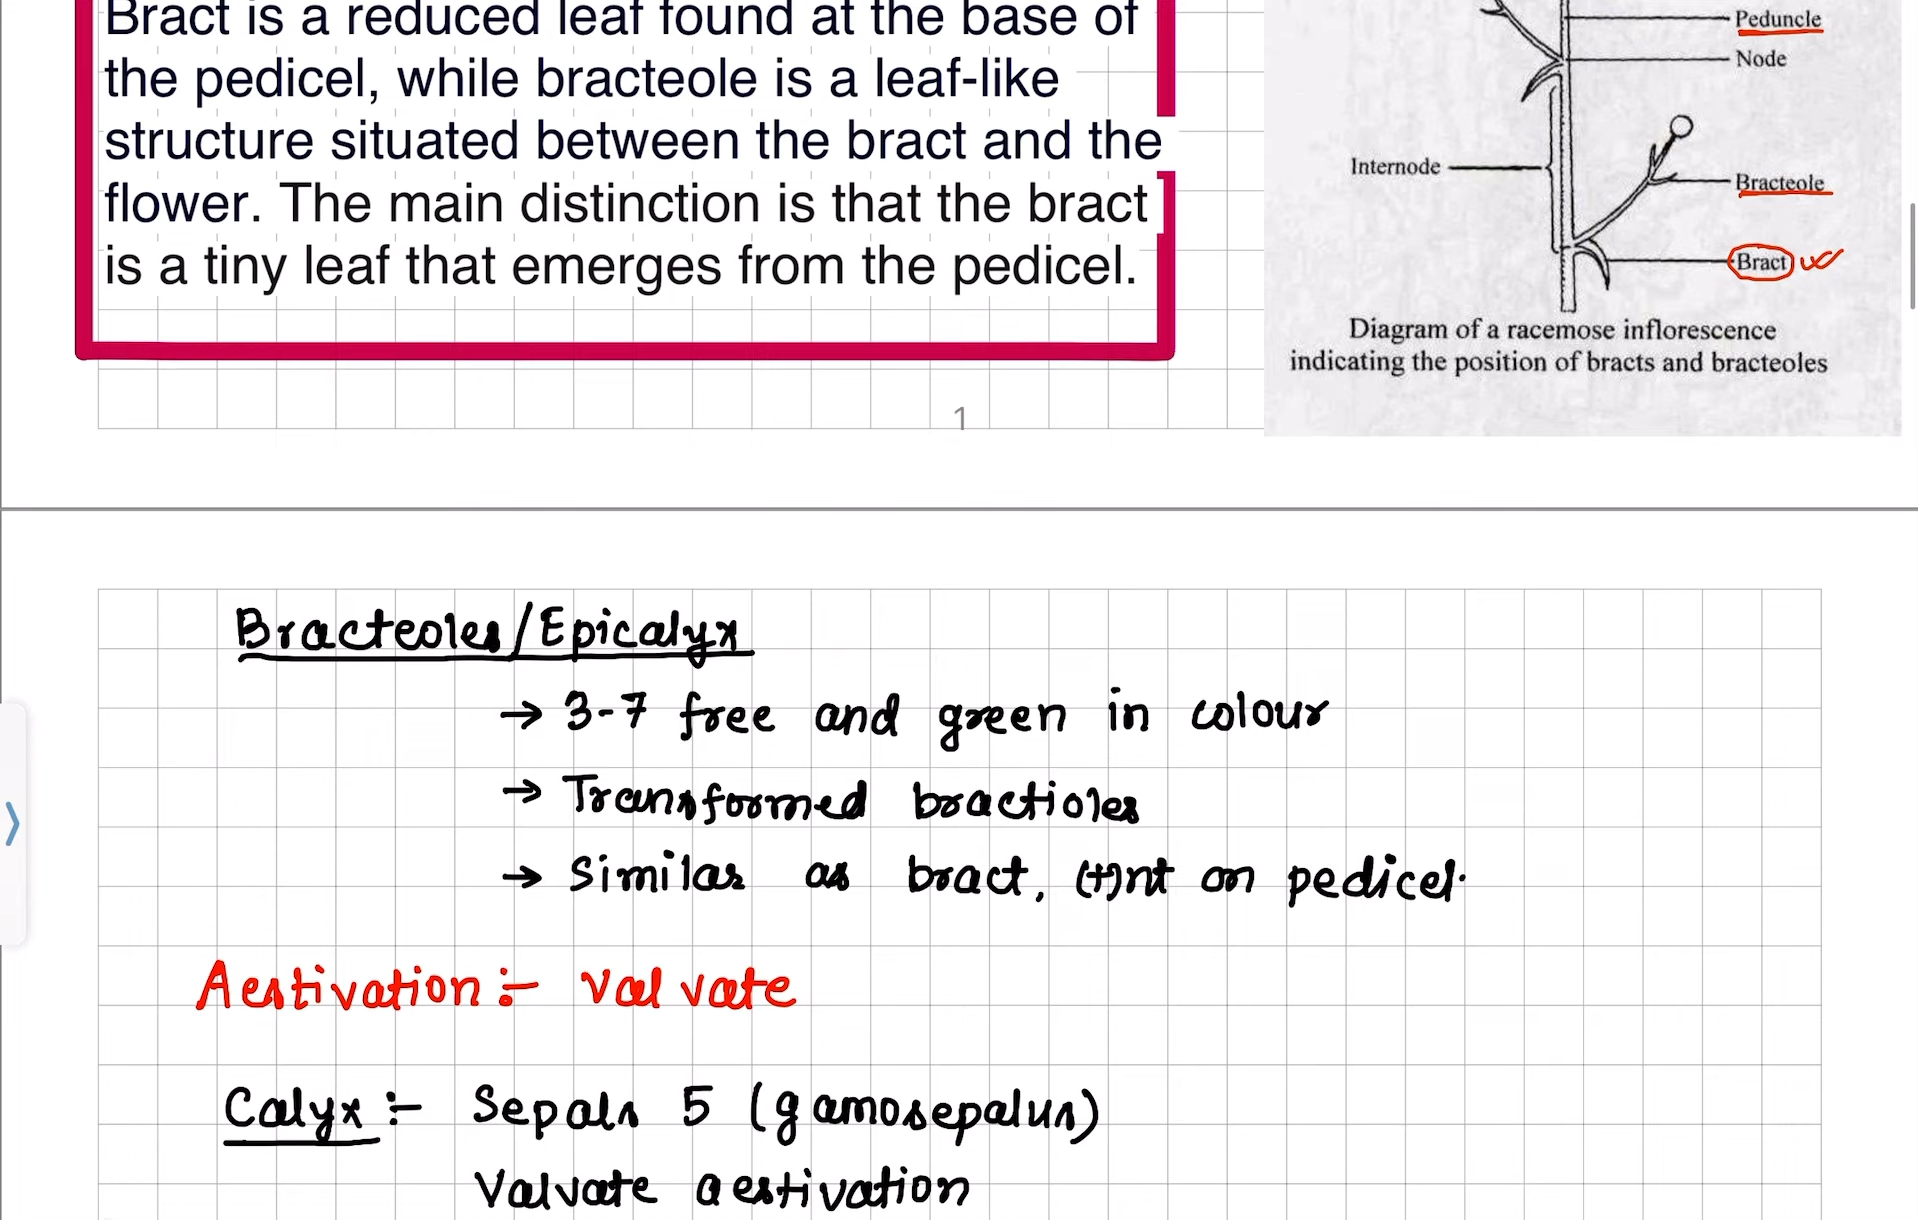 Bract is a reduced leaf found at the base of
the pedicel, while bracteole is a leaf-like
structure situated between the bract and the
flower. The main distinction is that the bract
is a tiny leaf that emerges from the pedicel.
1
Peduncle
Node
Internode
Bracteole
Bract
Diagram of a racemose inflorescence
indicating the position of bracts and bracteoles
Bracteoles/Epicalyx
→ 3-7 free and green in colour
→ Transformed bractioles
→ Similar as bract, (+)nt on pedicel.
Aestivation :- valvate
Calyx :- Sepals 5 (gamosepalus)
Valvate aestivation